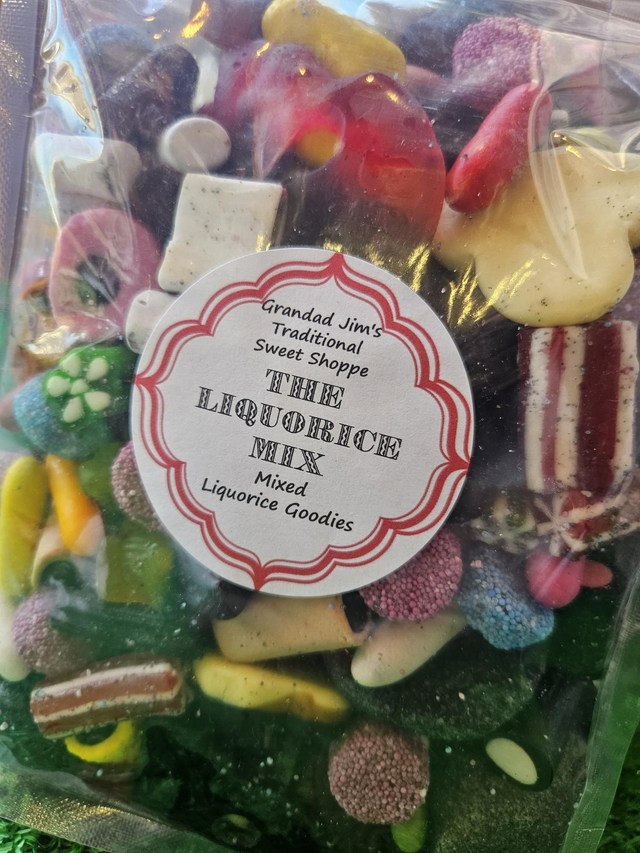 Grandad Jim's
Traditional
Sweet Shoppe
THE
LIQUORICE
MIX
Mixed
Liquorice Goodies